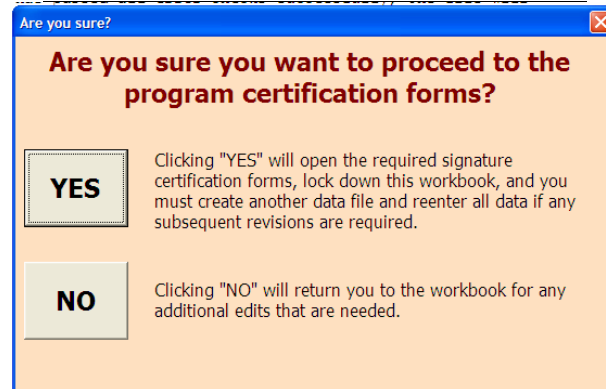 Are you sure?
Are you sure you want to proceed to the
program certification forms?
YES
Clicking "YES" will open the required signature
certification forms, lock down this workbook, and you
must create another data file and reenter all data if any
subsequent revisions are required.
NO
Clicking "NO" will return you to the workbook for any
additional edits that are needed.